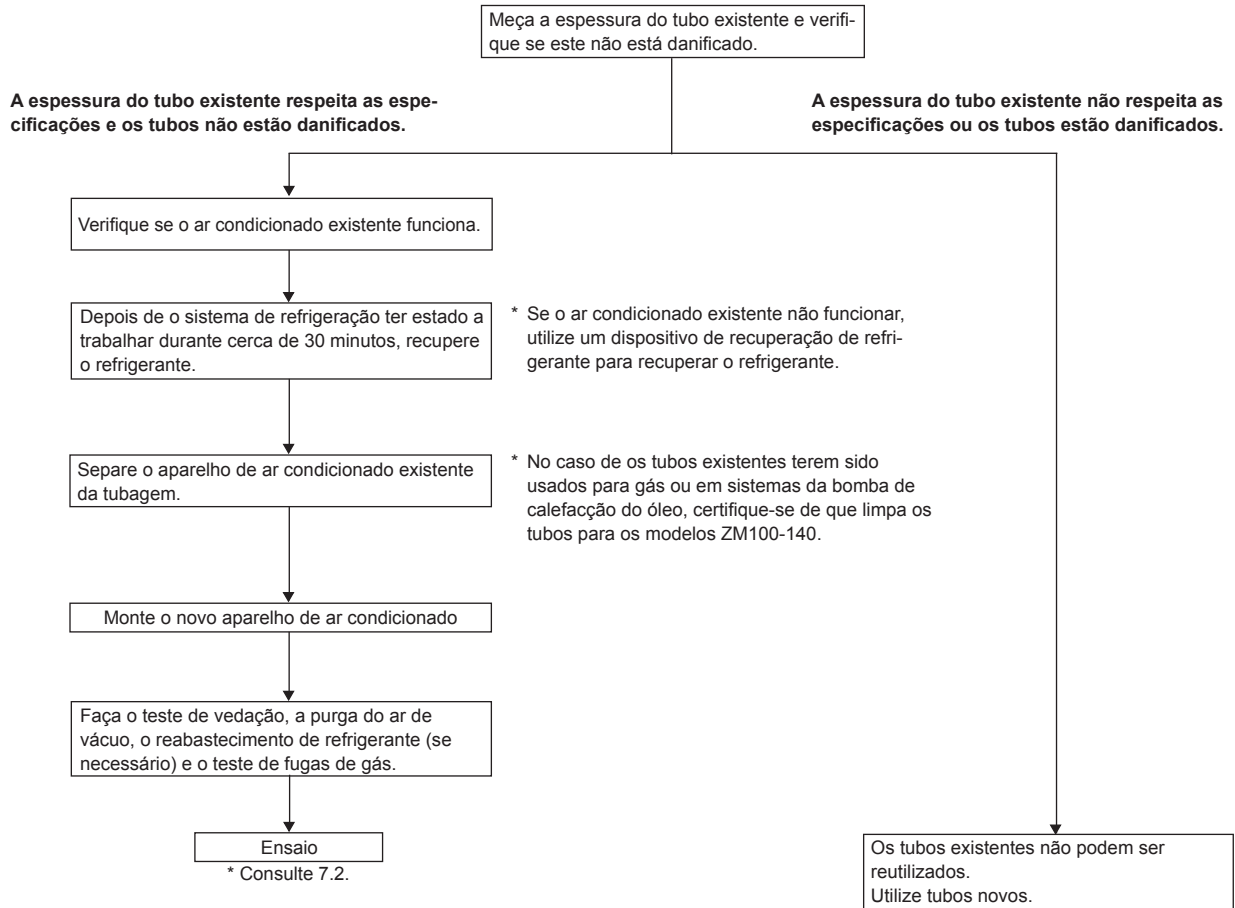 Meça a espessura do tubo existente e verifi-
que se este não está danificado.
A espessura do tubo existente respeita as espe-
cificações e os tubos não estão danificados.
A espessura do tubo existente não respeita as
especificações ou os tubos estão danificados.
Verifique se o ar condicionado existente funciona.
Depois de o sistema de refrigeração ter estado a
trabalhar durante cerca de 30 minutos, recupere
o refrigerante.
* Se o ar condicionado existente não funcionar,
utilize um dispositivo de recuperação de refri-
gerante para recuperar o refrigerante.
Separe o aparelho de ar condicionado existente
da tubagem.
* No caso de os tubos existentes terem sido
usados para gás ou em sistemas da bomba de
calefacção do óleo, certifique-se de que limpa os
tubos para os modelos ZM100-140.
Monte o novo aparelho de ar condicionado
Faça o teste de vedação, a purga do ar de
vácuo, o reabastecimento de refrigerante (se
necessário) e o teste de fugas de gás.
Ensaio
* Consulte 7.2.
Os tubos existentes não podem ser
reutilizados.
Utilize tubos novos.